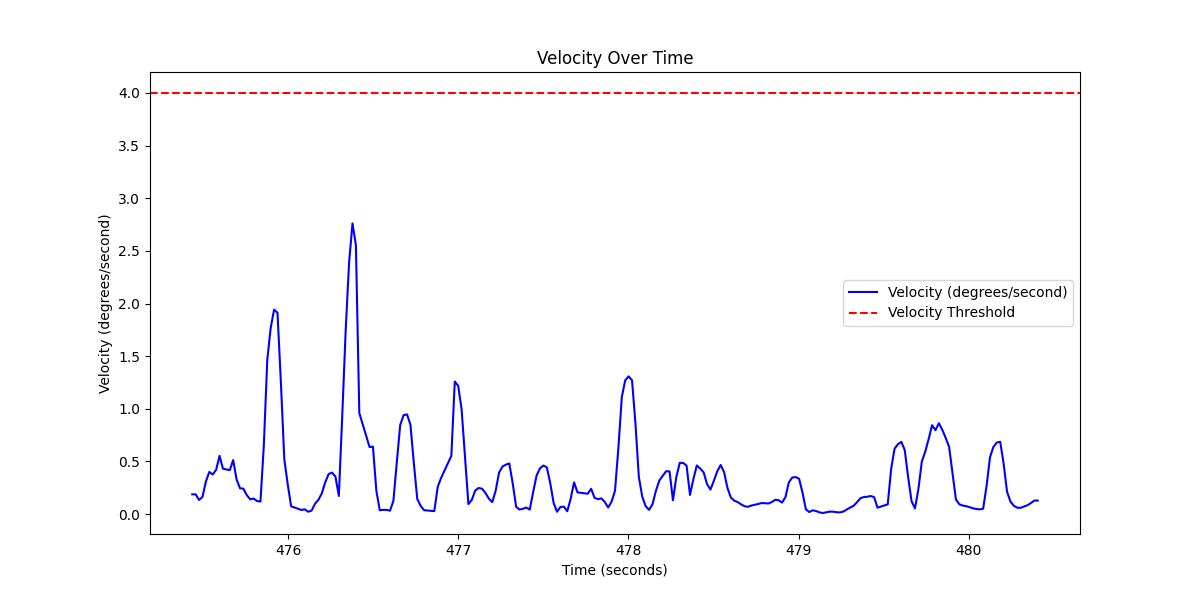 Velocity Over Time
Velocity (degrees/second)
4.0
3.5
3.0
2.5
2.0
1.5
1.0
0.5
0.0
Velocity (degrees/second)
Velocity Threshold
476
477
478
479
480
Time (seconds)